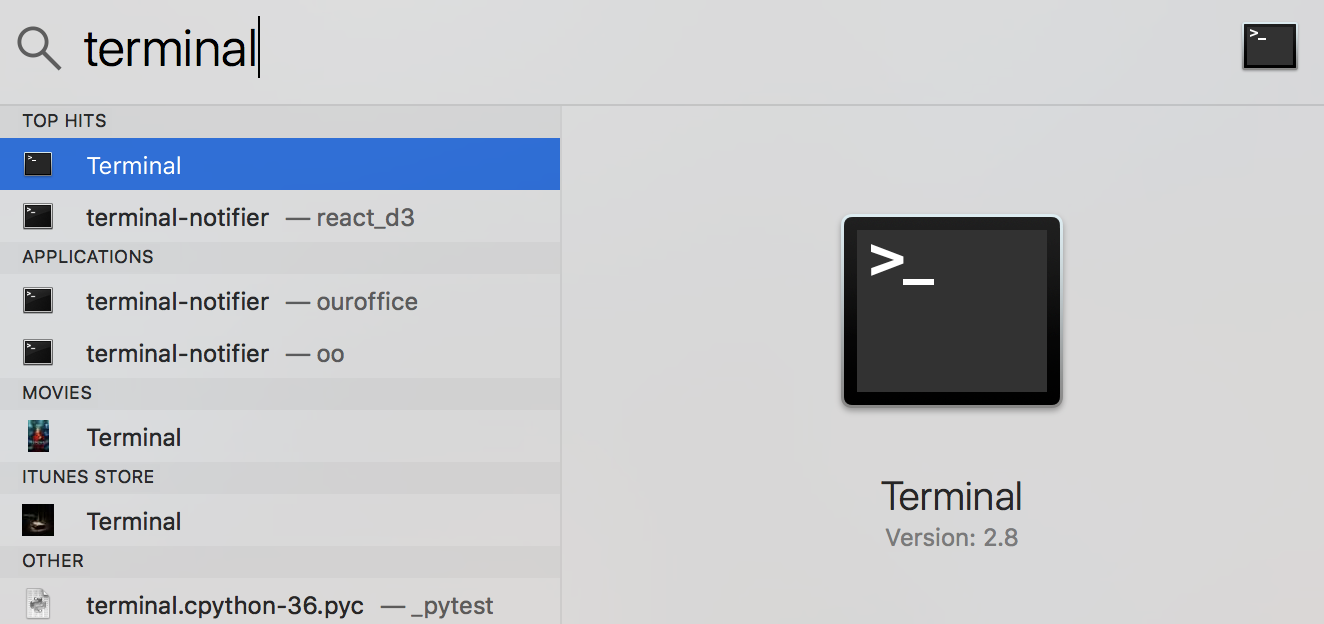 terminal
TOP HITS
Terminal
terminal-notifier — react_d3
APPLICATIONS
terminal-notifier — ouroffice
terminal-notifier — oo
MOVIES
Terminal
ITUNES STORE
Terminal
OTHER
terminal.cpython-36.pyc — _pytest
>_
Terminal
Version: 2.8